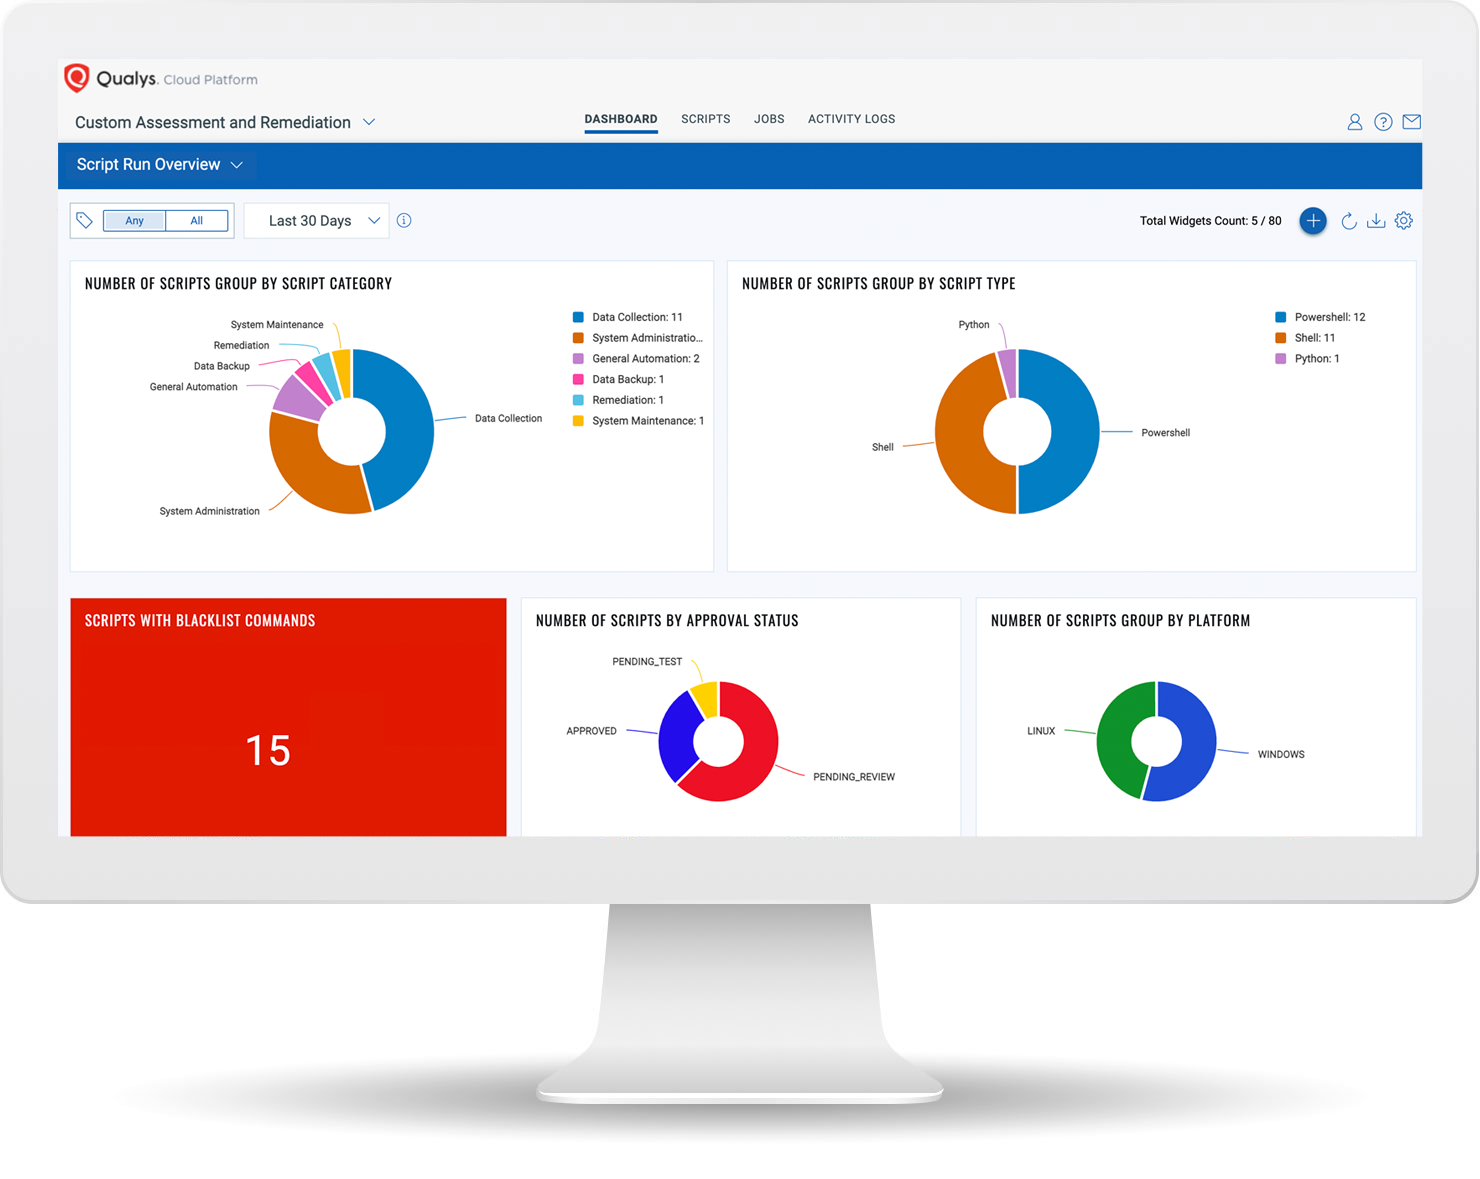 Qualys. Cloud Platform
Custom Assessment and Remediation
DASHBOARD SCRIPTS JOBS ACTIVITY LOGS
Script Run Overview
Any All Last 30 Days
Total Widgets Count: 5 / 80
NUMBER OF SCRIPTS GROUP BY SCRIPT CATEGORY
System Maintenance
Remediation
Data Backup
General Automation
Data Collection
System Administration
Data Collection: 11
System Administratio...
General Automation: 2
Data Backup: 1
Remediation: 1
System Maintenance: 1
NUMBER OF SCRIPTS GROUP BY SCRIPT TYPE
Python
Shell
Powershell
Powershell: 12
Shell: 11
Python: 1
SCRIPTS WITH BLACKLIST COMMANDS
15
NUMBER OF SCRIPTS BY APPROVAL STATUS
PENDING_TEST
APPROVED
PENDING_REVIEW
NUMBER OF SCRIPTS GROUP BY PLATFORM
LINUX
WINDOWS